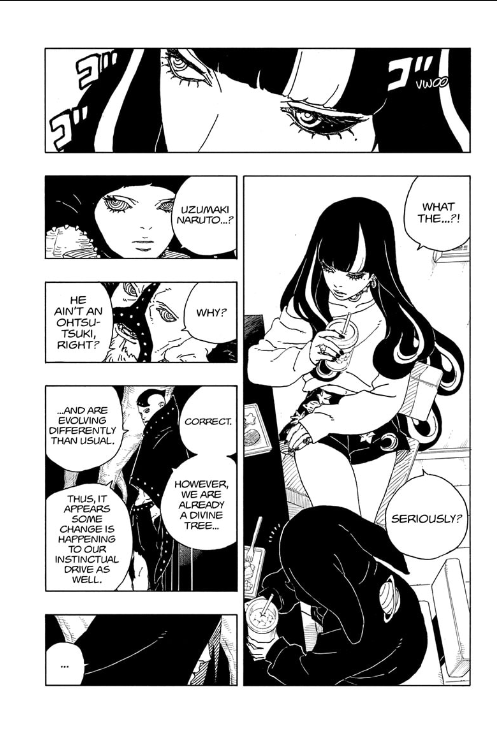 ゴ
ゴ
ゴ
ゴ
VWOO
WHAT
THE...?!
UZUMAKI
NARUTO...?
HE
AIN'T AN
OHTSU-
TSUKI,
RIGHT?
WHY?
...AND ARE
EVOLVING
DIFFERENTLY
THAN USUAL.
CORRECT.
HOWEVER,
WE ARE
ALREADY
A DIVINE
TREE...
THUS, IT
APPEARS
SOME
CHANGE IS
HAPPENING
TO OUR
INSTINCTUAL
DRIVE AS
WELL.
SERIOUSLY?
...